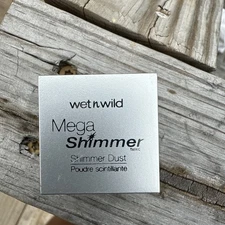 wet n wild
Mega
Shimmer
Shimmer Dust
Poudre scintillante